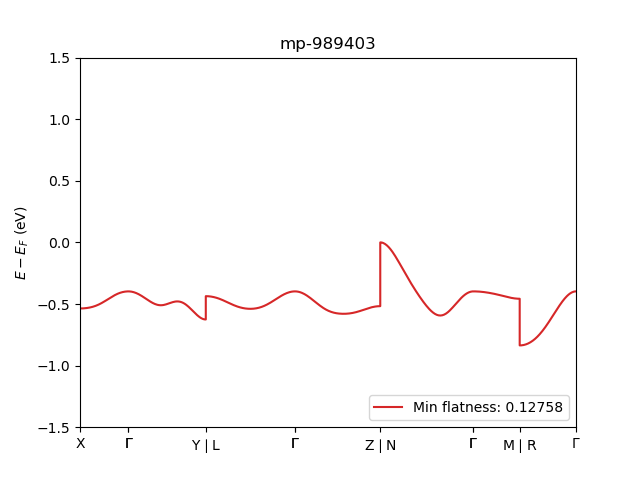 mp-989403
E − E_F (eV)
1.5
1.0
0.5
0.0
−0.5
−1.0
−1.5
Min flatness: 0.12758
X Γ Y | L Γ Z | N Γ M | R Γ